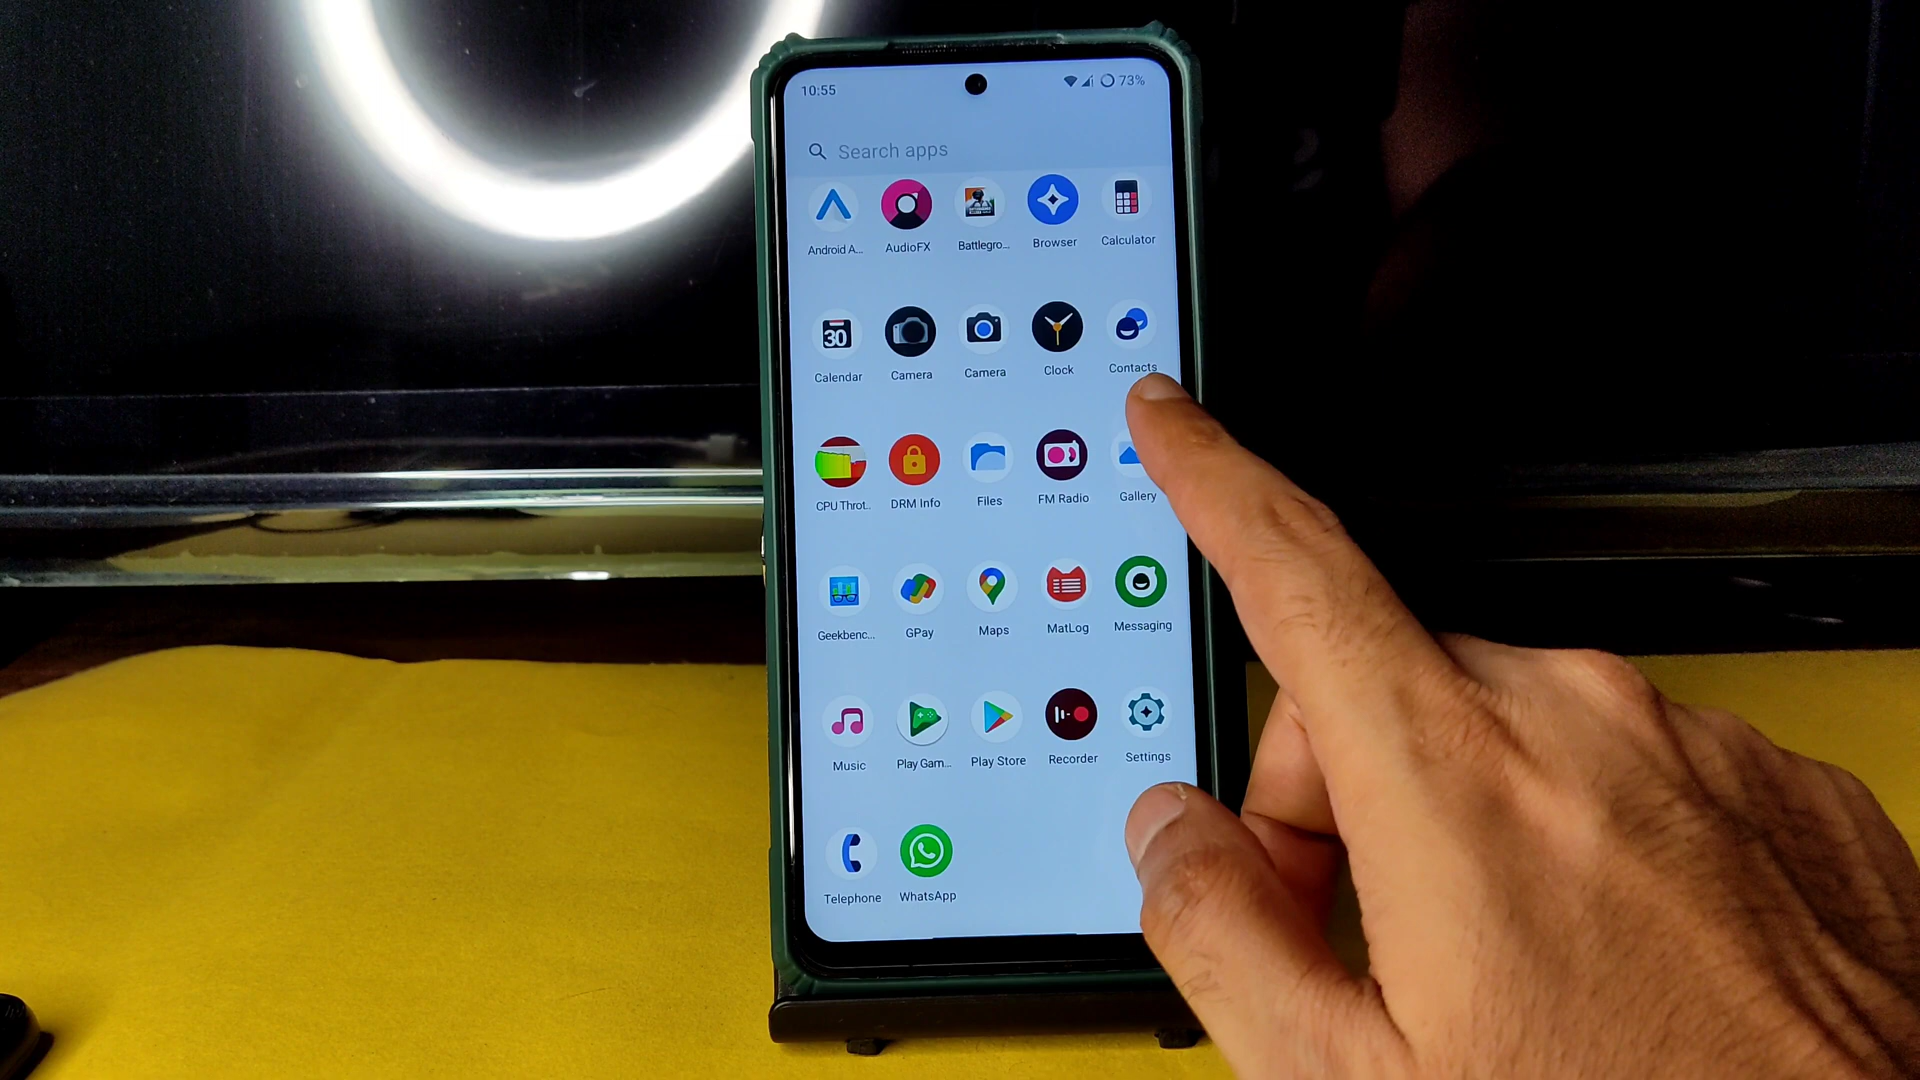 10:55 73%
Search apps
Android A... AudioFX Battlegro... Browser Calculator
30
Calendar Camera Camera Clock Contacts
CPU Throt.. DRM Info Files FM Radio Gallery
Geekbenc... GPay Maps MatLog Messaging
Music Play Gam... Play Store Recorder Settings
Telephone WhatsApp